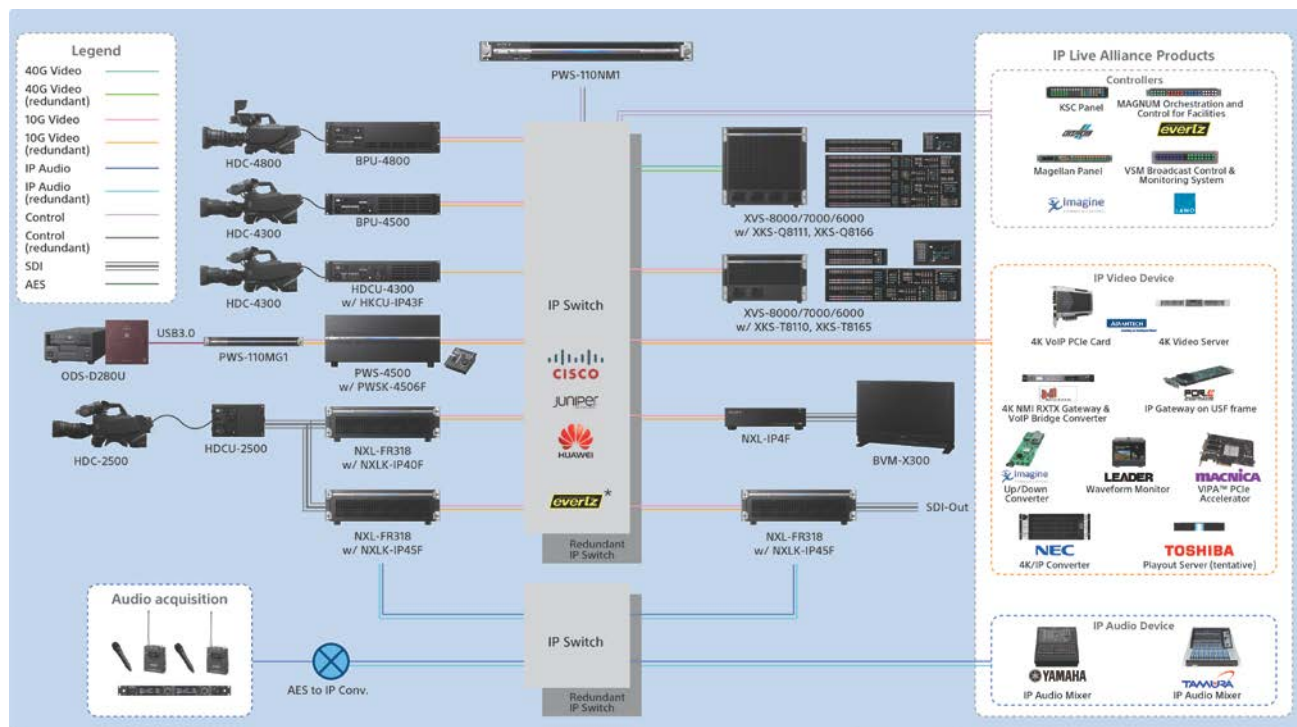 Legend
40G Video
40G Video
(redundant)
10G Video
10G Video
(redundant)
IP Audio
IP Audio
(redundant)
Control
Control
(redundant)
SDI
AES
PWS-110NM1
HDC-4800
BPU-4800
HDC-4300
BPU-4500
HDC-4300
HDCU-4300
w/ HKCU-IP43F
ODS-D280U
USB3.0
PWS-110MG1
PWS-4500
w/ PWSK-4506F
HDC-2500
HDCU-2500
NXL-FR318
w/ NXLK-IP40F
NXL-FR318
w/ NXLK-IP45F
IP Switch
CISCO
JUNIPER
HUAWEI
evertz *
Redundant
IP Switch
XVS-8000/7000/6000
w/ XKS-Q8111, XKS-Q8166
XVS-8000/7000/6000
w/ XKS-T8110, XKS-T8165
NXL-IP4F
BVM-X300
NXL-FR318
w/ NXLK-IP45F
SDI-Out
Audio acquisition
AES to IP Conv.
IP Switch
Redundant
IP Switch
IP Live Alliance Products
Controllers
KSC Panel
MAGNUM Orchestration and
Control for Facilities
evertz
Magellan Panel
VSM Broadcast Control &
Monitoring System
Imagine
LAWO
IP Video Device
ADVANTECH
4K VoIP PCIe Card
4K Video Server
4K NMI RXTX Gateway &
VoIP Bridge Converter
FOR.A
IP Gateway on USF frame
Imagine
Up/Down
Converter
LEADER
Waveform Monitor
MACNICA
VIPA™ PCIe
Accelerator
NEC
4K/IP Converter
TOSHIBA
Playout Server (tentative)
IP Audio Device
YAMAHA
IP Audio Mixer
TAMURA
IP Audio Mixer